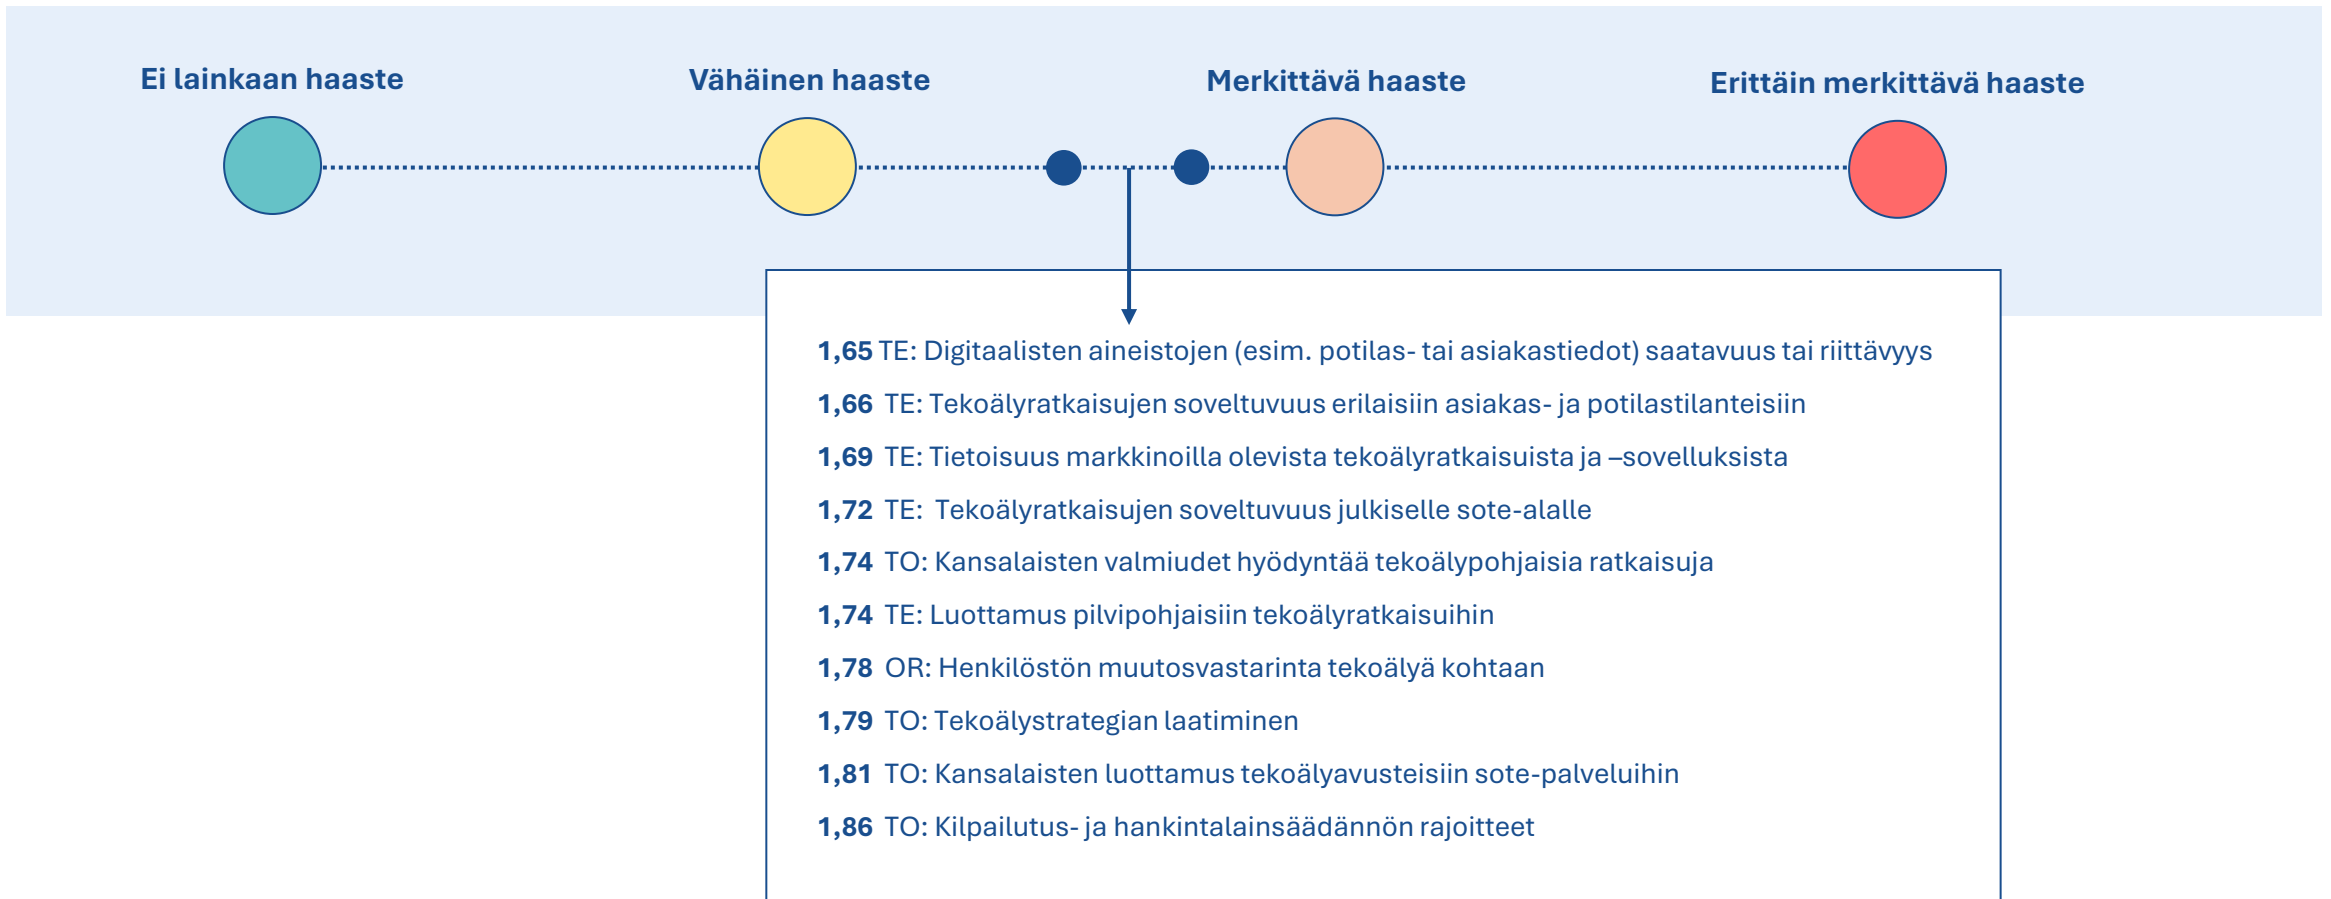 Ei lainkaan haaste
Vähäinen haaste
Merkittävä haaste
Erittäin merkittävä haaste
1,65 TE: Digitaalisten aineistojen (esim. potilas- tai asiakastiedot) saatavuus tai riittävyys
1,66 TE: Tekoälyratkaisujen soveltuvuus erilaisiin asiakas- ja potilastilanteisiin
1,69 TE: Tietoisuus markkinoilla olevista tekoälyratkaisuista ja –sovelluksista
1,72 TE: Tekoälyratkaisujen soveltuvuus julkiselle sote-alalle
1,74 TO: Kansalaisten valmiudet hyödyntää tekoälypohjaisia ratkaisuja
1,74 TE: Luottamus pilvipohjaisiin tekoälyratkaisuihin
1,78 OR: Henkilöstön muutosvastarinta tekoälyä kohtaan
1,79 TO: Tekoälystrategian laatiminen
1,81 TO: Kansalaisten luottamus tekoälyavusteisiin sote-palveluihin
1,86 TO: Kilpailutus- ja hankintalainsäädännön rajoitteet